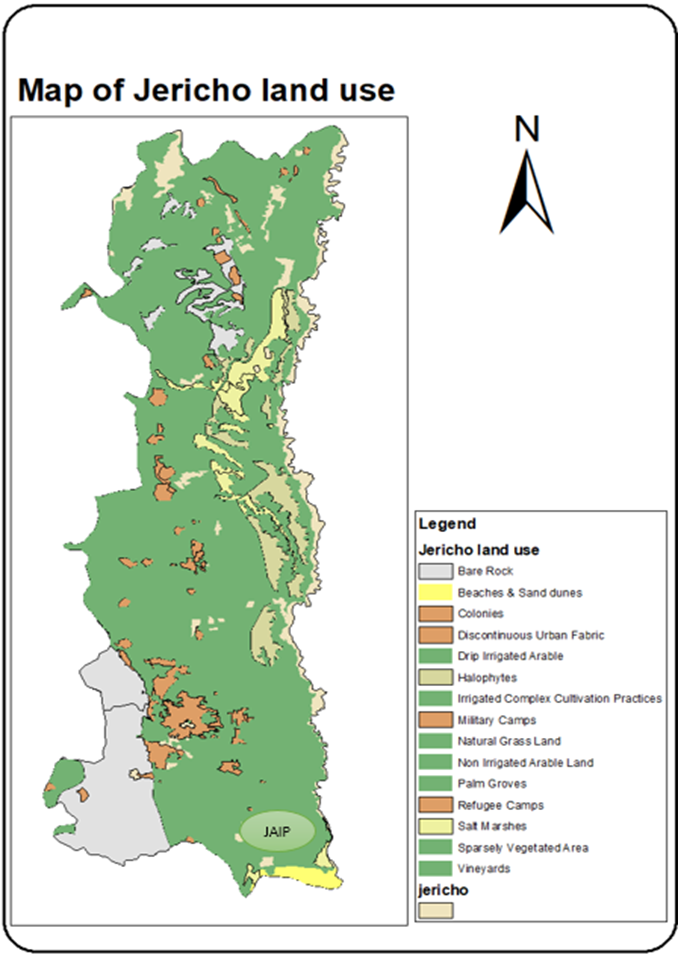 Map of Jericho land use
N
JAIP
Legend
Jericho land use
Bare Rock
Beaches & Sand dunes
Colonies
Discontinuous Urban Fabric
Drip Irrigated Arable
Halophytes
Irrigated Complex Cultivation Practices
Military Camps
Natural Grass Land
Non Irrigated Arable Land
Palm Groves
Refugee Camps
Salt Marshes
Sparsely Vegetated Area
Vineyards
jericho